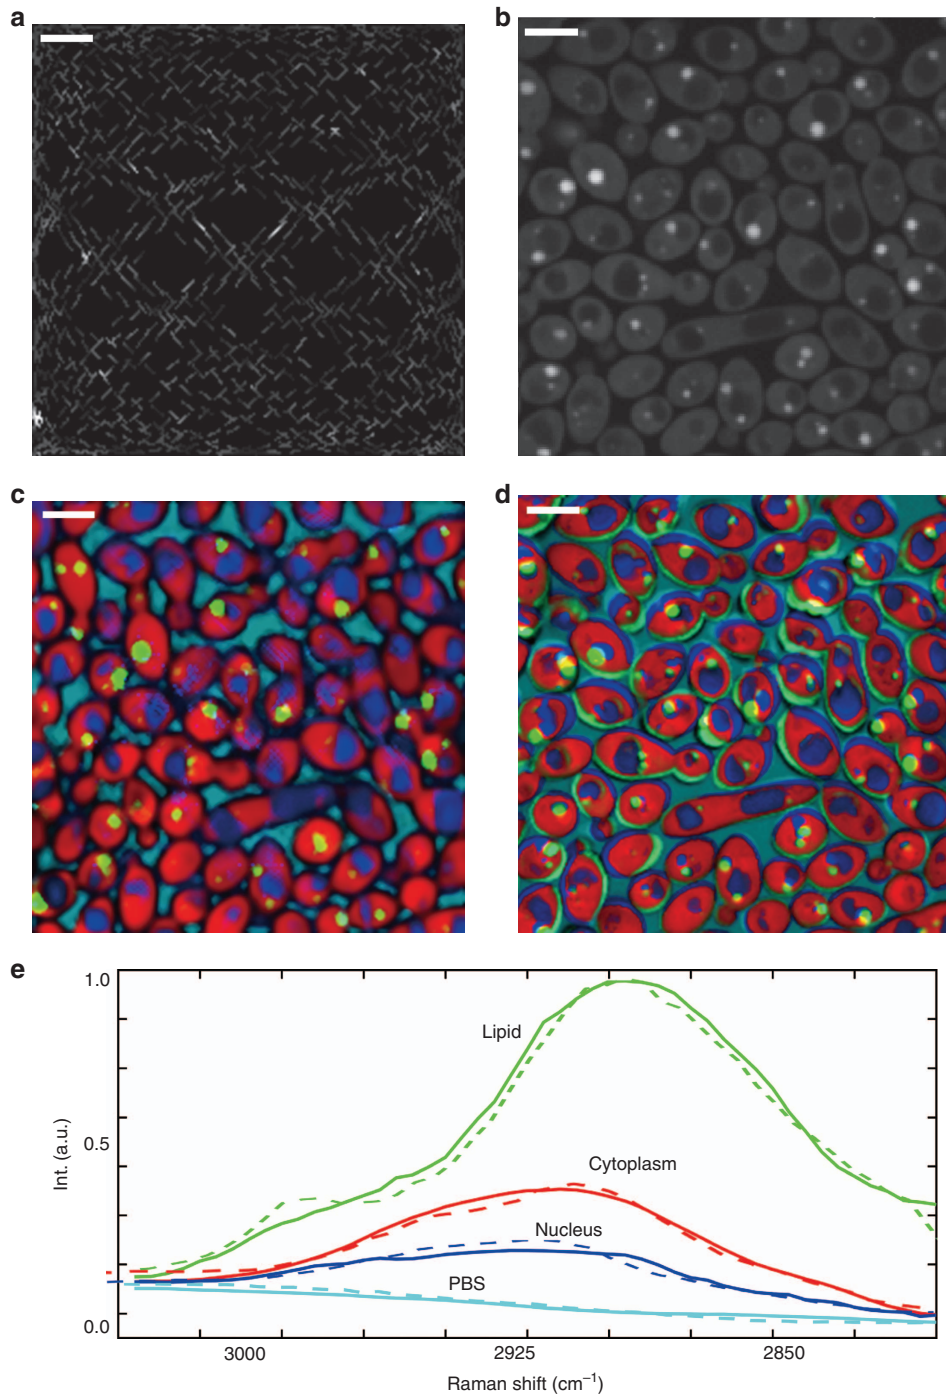 a
b
c
d
e
1.0
0.5
0.0
Int. (a.u.)
Lipid
Cytoplasm
Nucleus
PBS
3000
2925
2850
Raman shift (cm⁻¹)